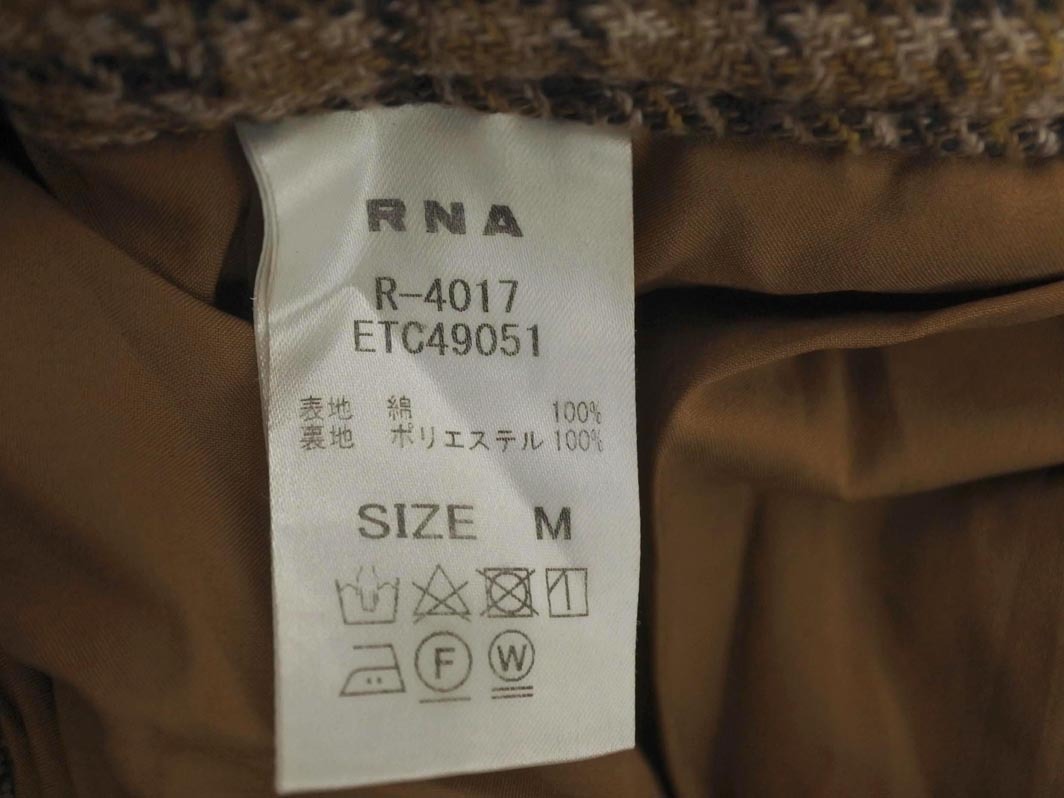 RNA
R-4017
ETC49051
表地 綿 100%
裏地 ポリエステル 100%
SIZE M
F W